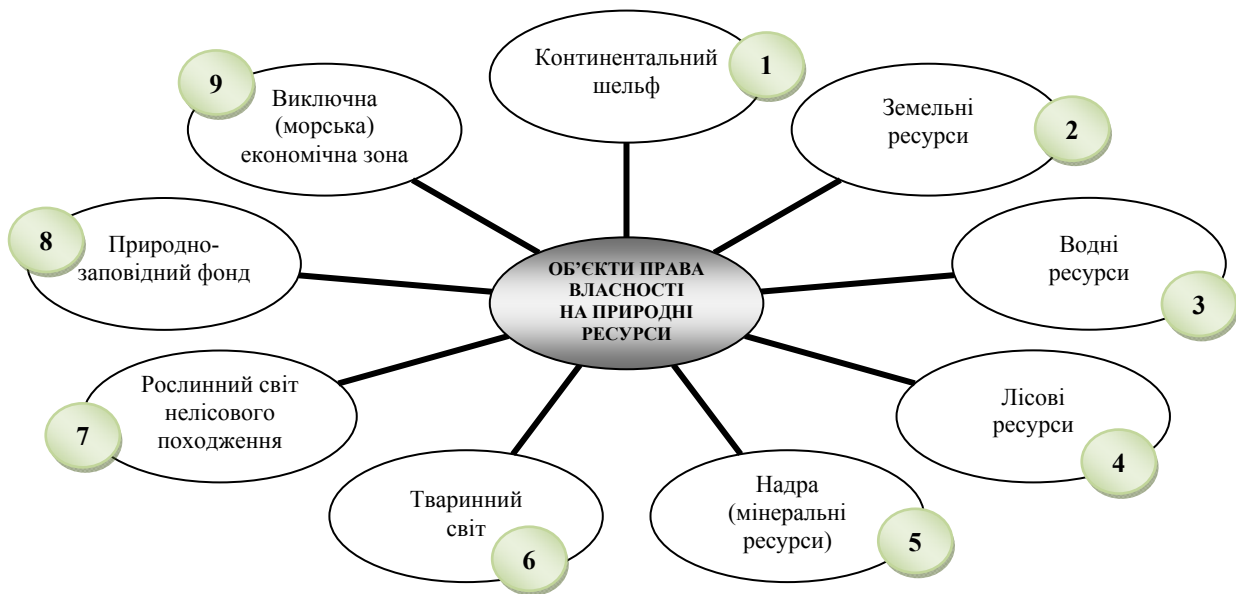 ОБ’ЄКТИ ПРАВА
ВЛАСНОСТІ
НА ПРИРОДНІ
РЕСУРСИ
1
Континентальний
шельф
2
Земельні
ресурси
3
Водні
ресурси
4
Лісові
ресурси
5
Надра
(мінеральні
ресурси)
6
Тваринний
світ
7
Рослинний світ
нелісового
походження
8
Природно-
заповідний фонд
9
Виключна
(морська)
економічна зона